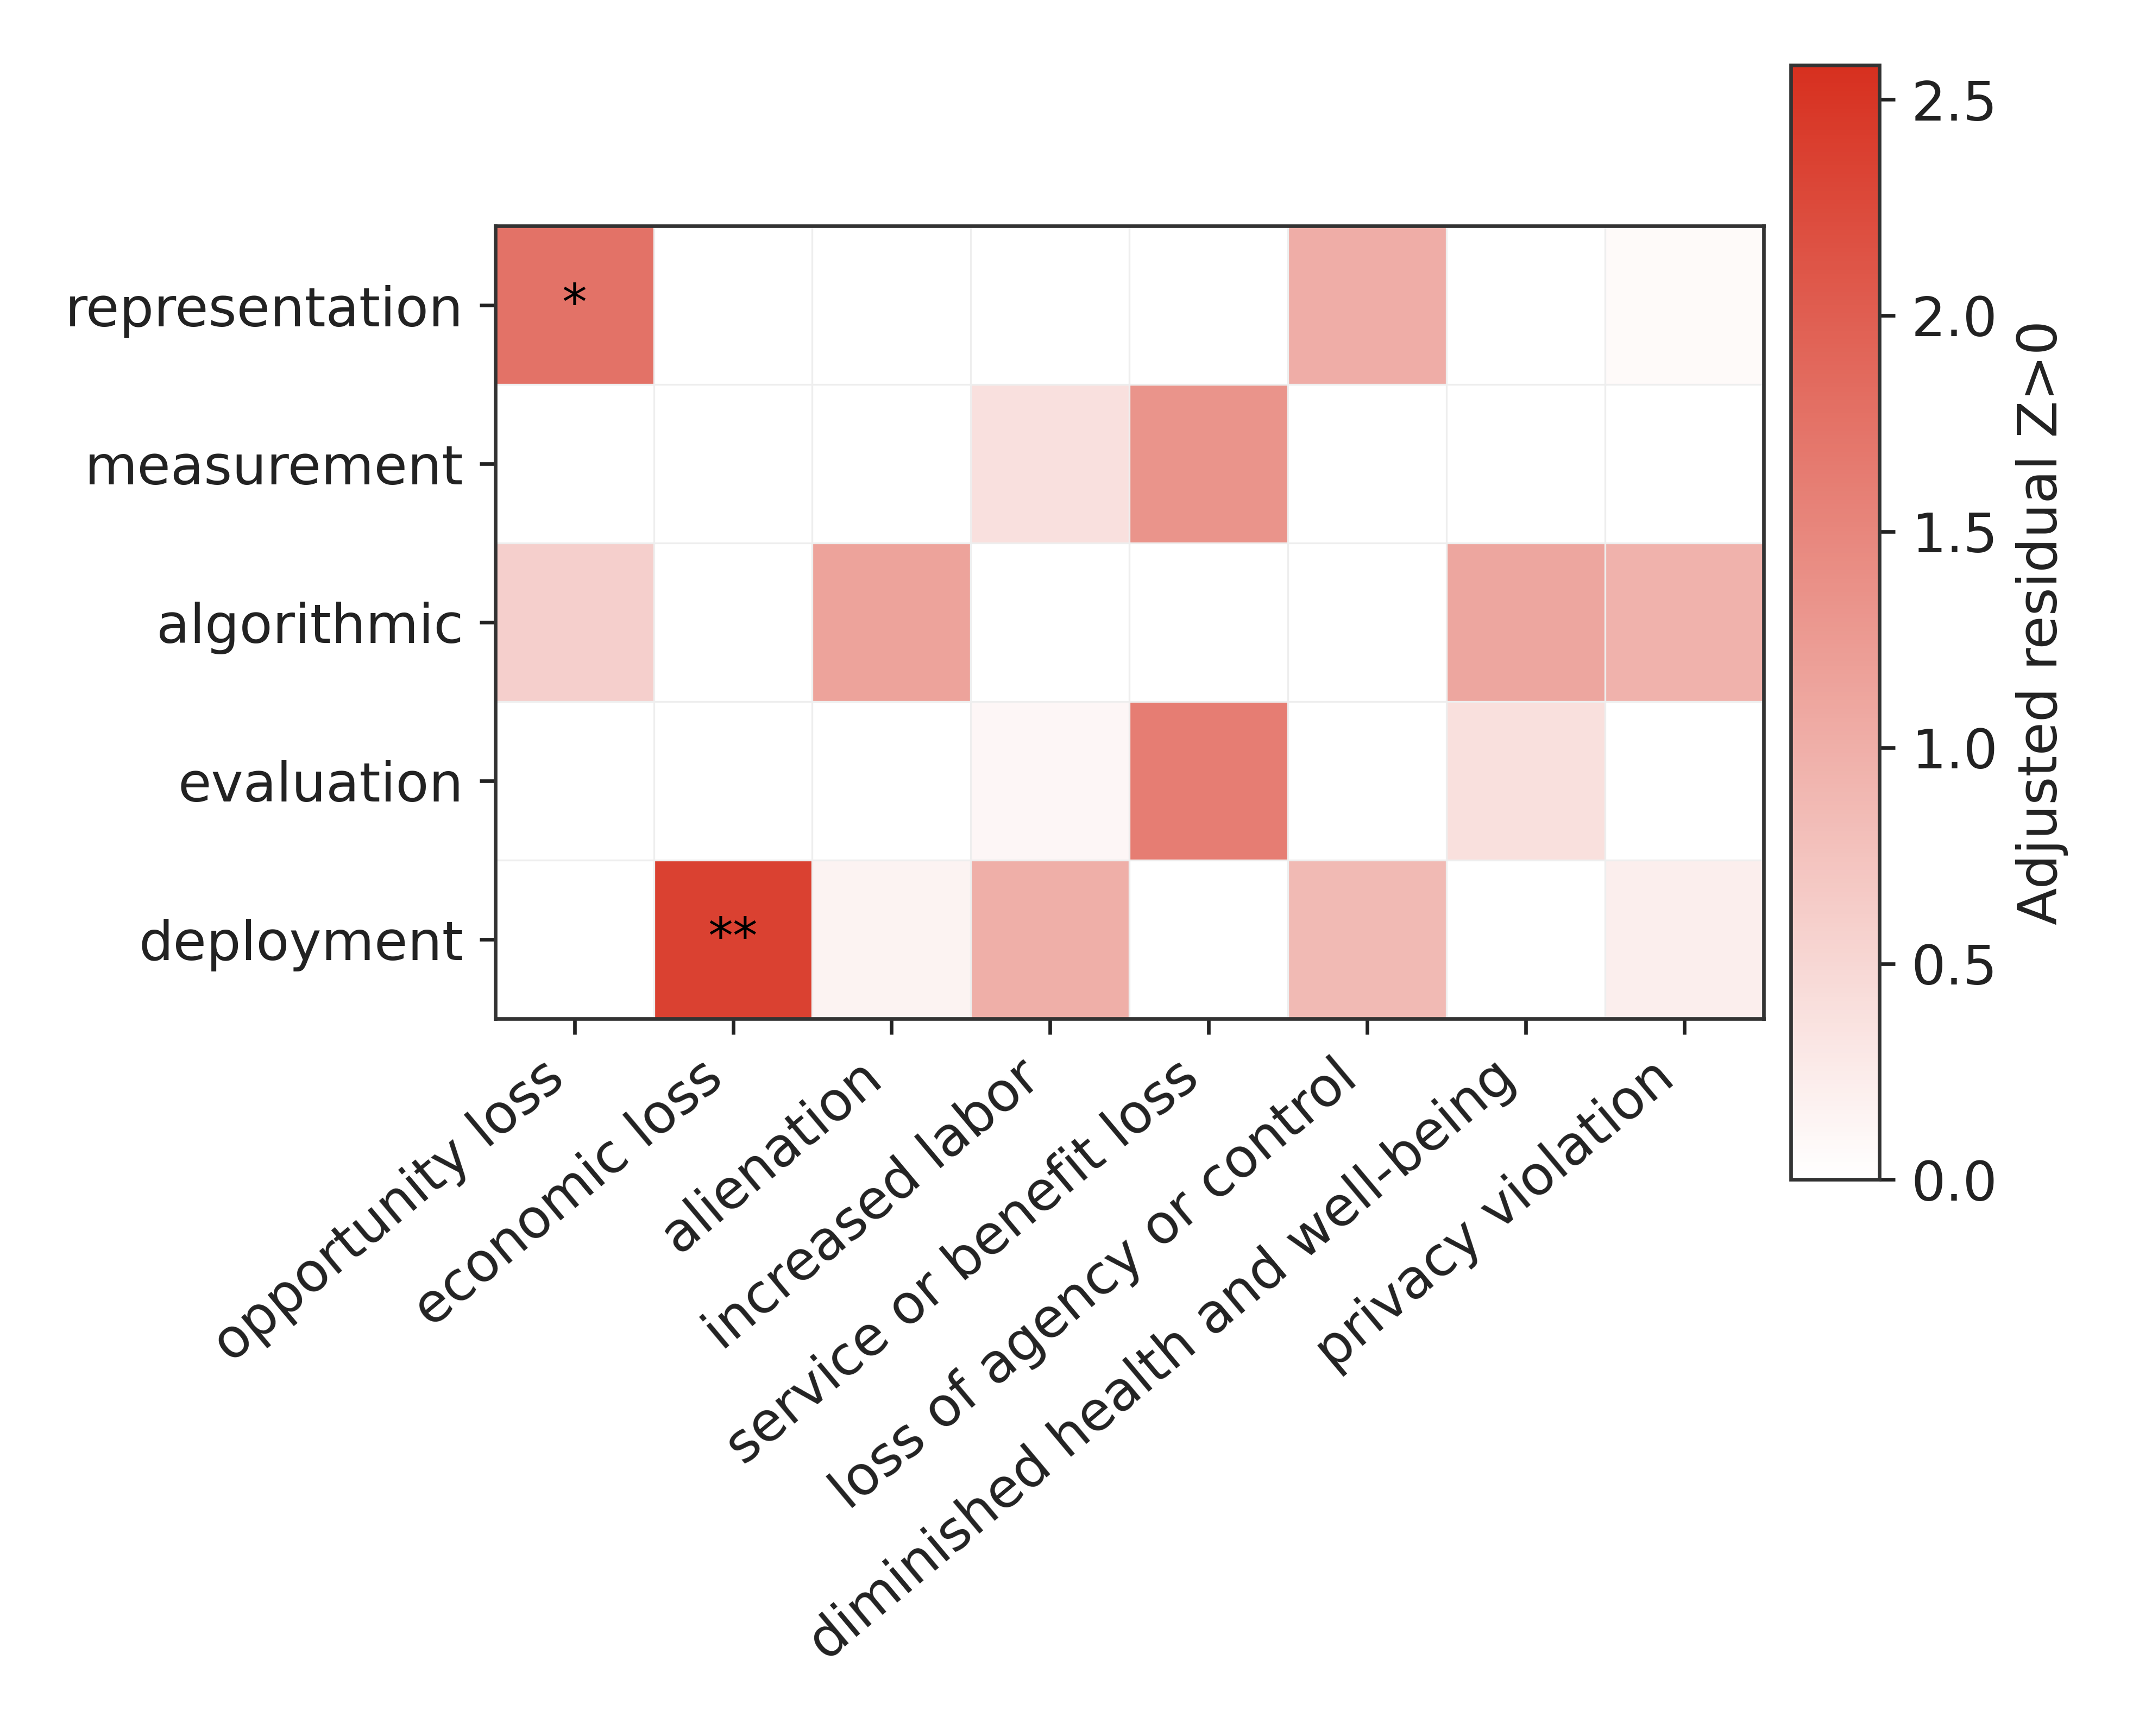 representation
measurement
algorithmic
evaluation
deployment
*
**
opportunity loss
economic loss
alienation
increased labor
service or benefit loss
loss of agency or control
diminished health and well-being
privacy violation
2.5
2.0
1.5
1.0
0.5
0.0
Adjusted residual Z>0